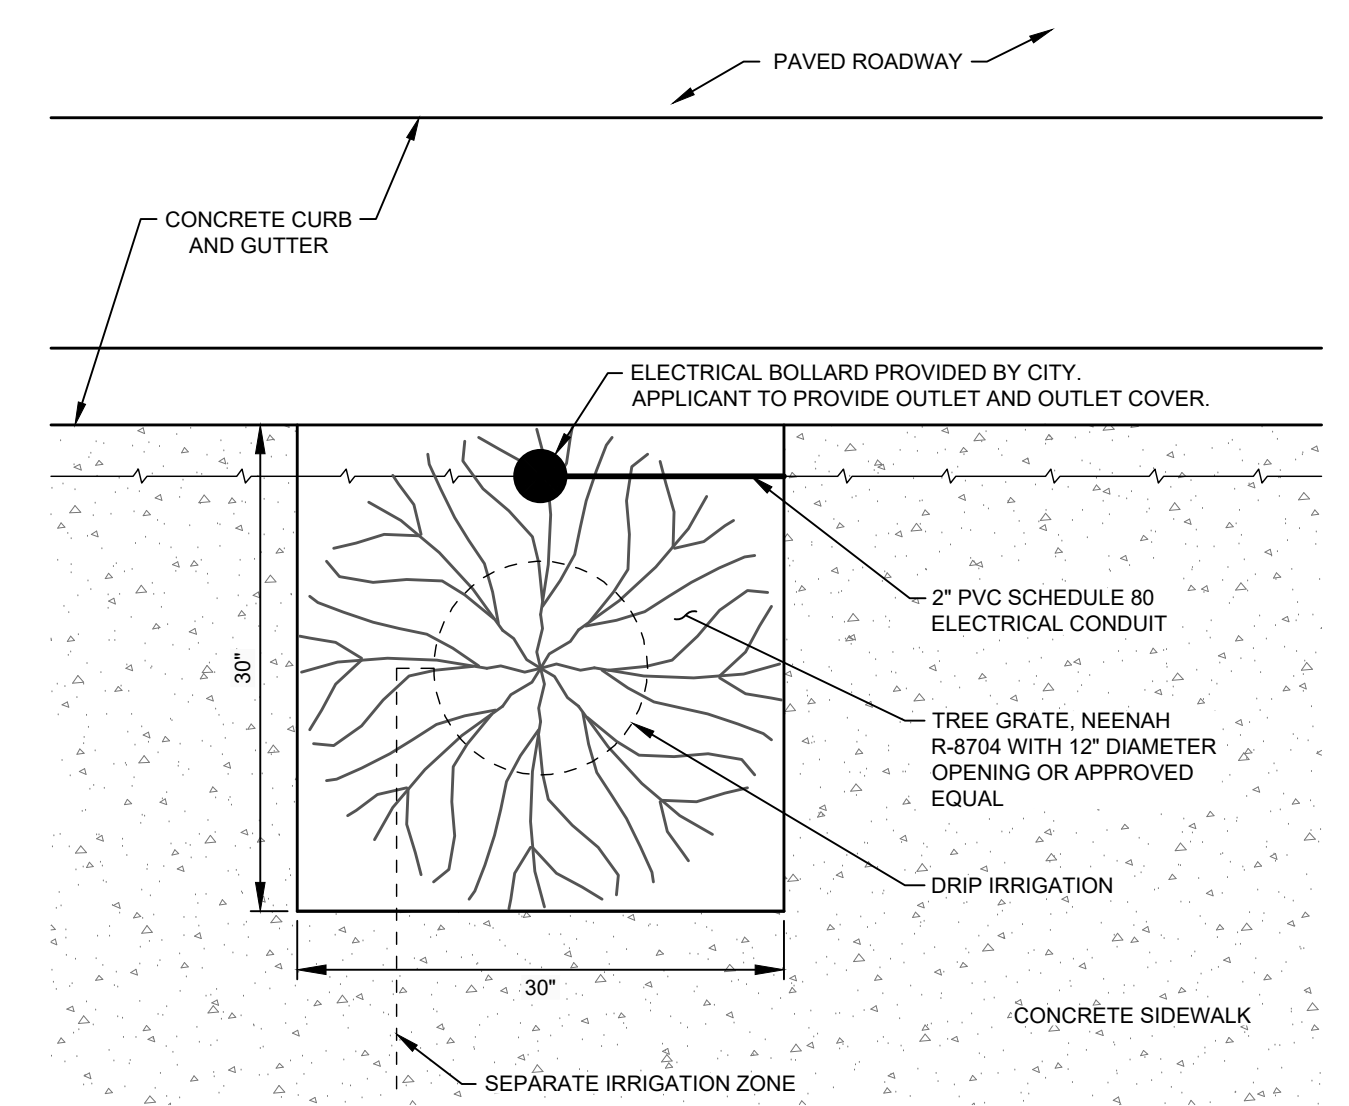 PAVED ROADWAY
CONCRETE CURB
AND GUTTER
ELECTRICAL BOLLARD PROVIDED BY CITY.
APPLICANT TO PROVIDE OUTLET AND OUTLET COVER.
2" PVC SCHEDULE 80
ELECTRICAL CONDUIT
30"
TREE GRATE, NEENAH
R-8704 WITH 12" DIAMETER
OPENING OR APPROVED
EQUAL
DRIP IRRIGATION
30"
CONCRETE SIDEWALK
SEPARATE IRRIGATION ZONE